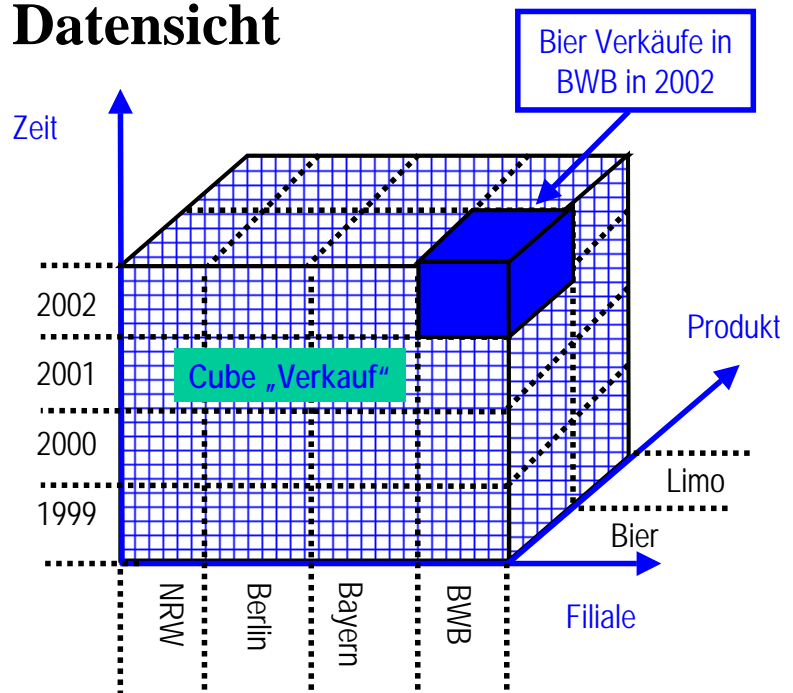 Datensicht
Bier Verkäufe in
BWB in 2002
Zeit
2002
2001
2000
1999
Cube „Verkauf“
Produkt
Limo
Bier
NRW
Berlin
Bayern
BWB
Filiale